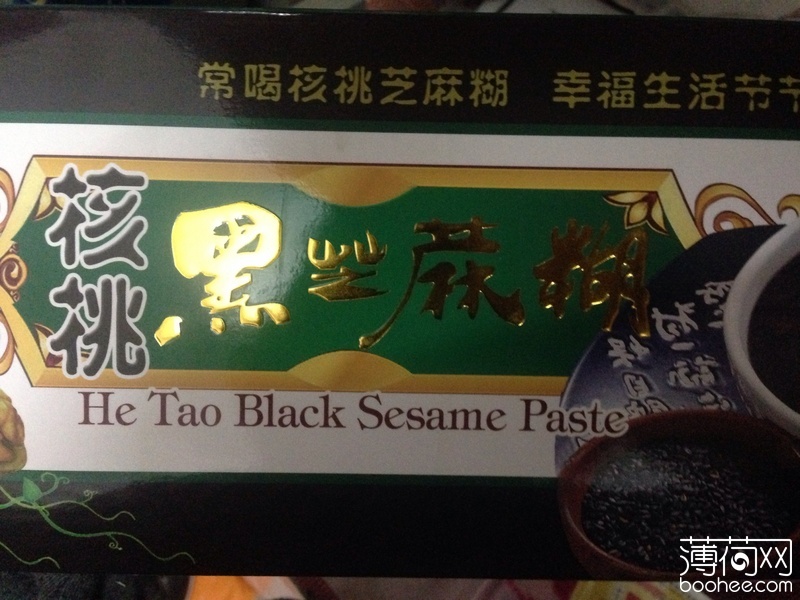 常喝核桃芝麻糊 幸福生活节节
核桃
黑芝麻糊
He Tao Black Sesame Paste
薄荷网
boohee.com